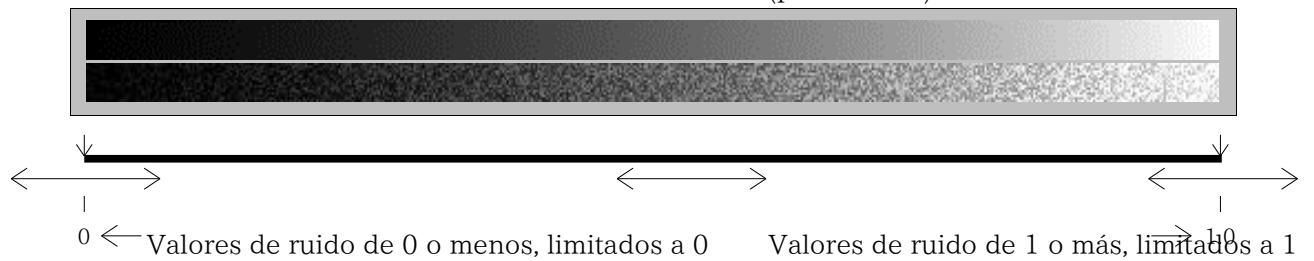 0 Valores de ruido de 0 o menos, limitados a 0 Valores de ruido de 1 o más, limitados a 1 1.0